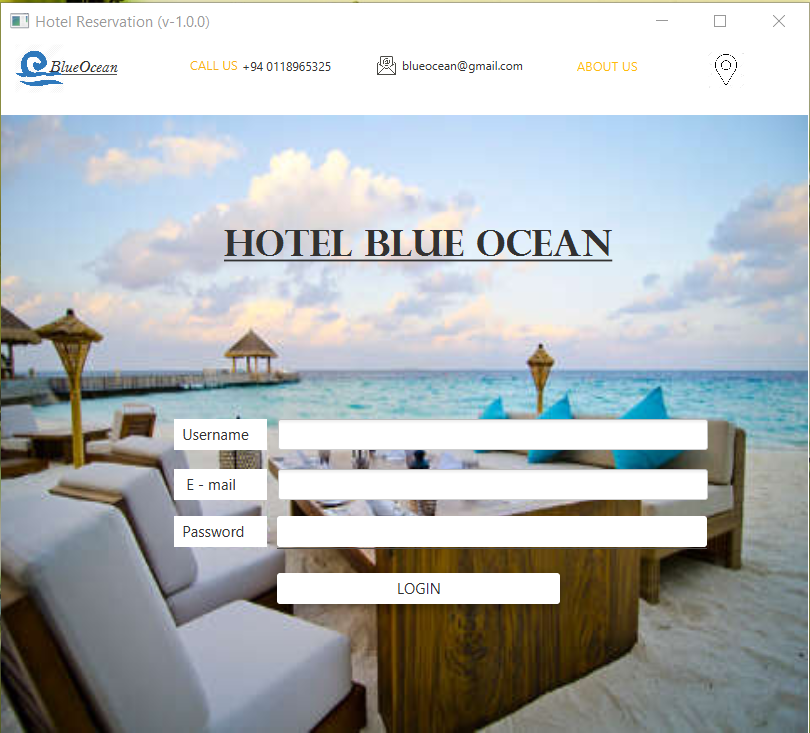 Hotel Reservation (v-1.0.0)
BlueOcean
CALL US +94 0118965325
blueocean@gmail.com
ABOUT US
HOTEL BLUE OCEAN
Username
E - mail
Password
LOGIN